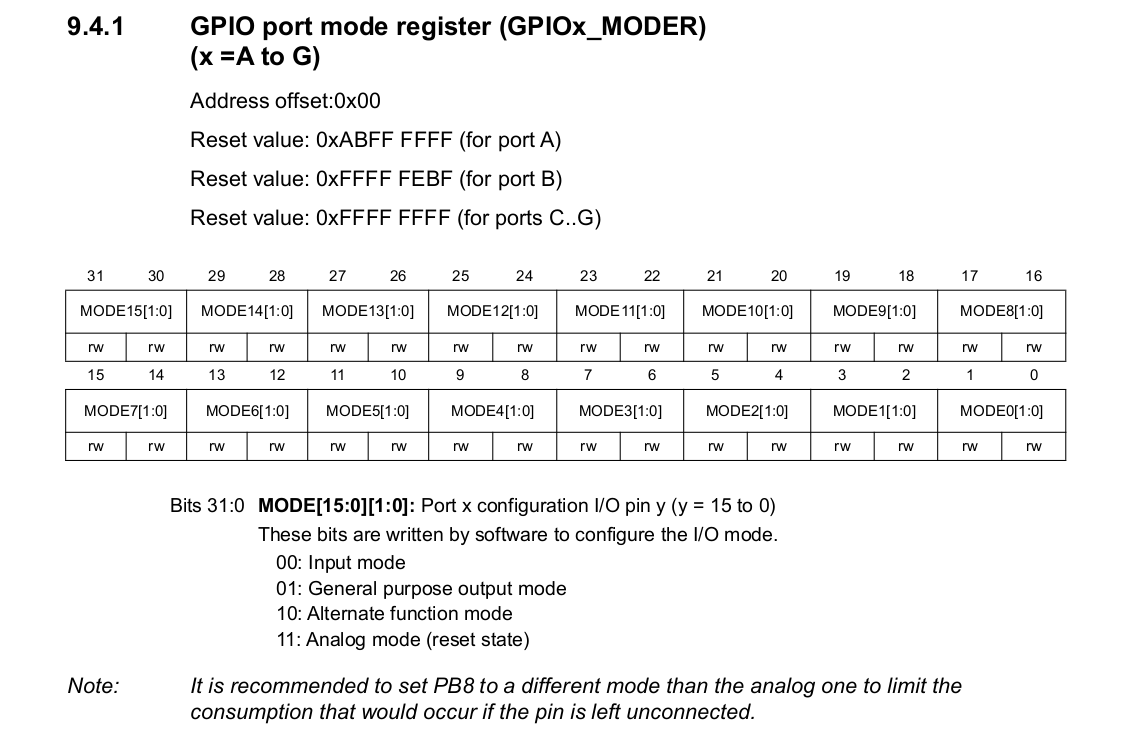 9.4.1 GPIO port mode register (GPIOx_MODER)
(x =A to G)
Address offset:0x00
Reset value: 0xABFF FFFF (for port A)
Reset value: 0xFFFF FEBF (for port B)
Reset value: 0xFFFF FFFF (for ports C..G)
31 30 29 28 27 26 25 24 23 22 21 20 19 18 17 16
MODE15[1:0] MODE14[1:0] MODE13[1:0] MODE12[1:0] MODE11[1:0] MODE10[1:0] MODE9[1:0] MODE8[1:0]
rw rw rw rw rw rw rw rw rw rw rw rw rw rw rw rw
15 14 13 12 11 10 9 8 7 6 5 4 3 2 1 0
MODE7[1:0] MODE6[1:0] MODE5[1:0] MODE4[1:0] MODE3[1:0] MODE2[1:0] MODE1[1:0] MODE0[1:0]
rw rw rw rw rw rw rw rw rw rw rw rw rw rw rw rw
Bits 31:0 MODE[15:0][1:0]: Port x configuration I/O pin y (y = 15 to 0)
These bits are written by software to configure the I/O mode.
00: Input mode
01: General purpose output mode
10: Alternate function mode
11: Analog mode (reset state)
Note: It is recommended to set PB8 to a different mode than the analog one to limit the
consumption that would occur if the pin is left unconnected.